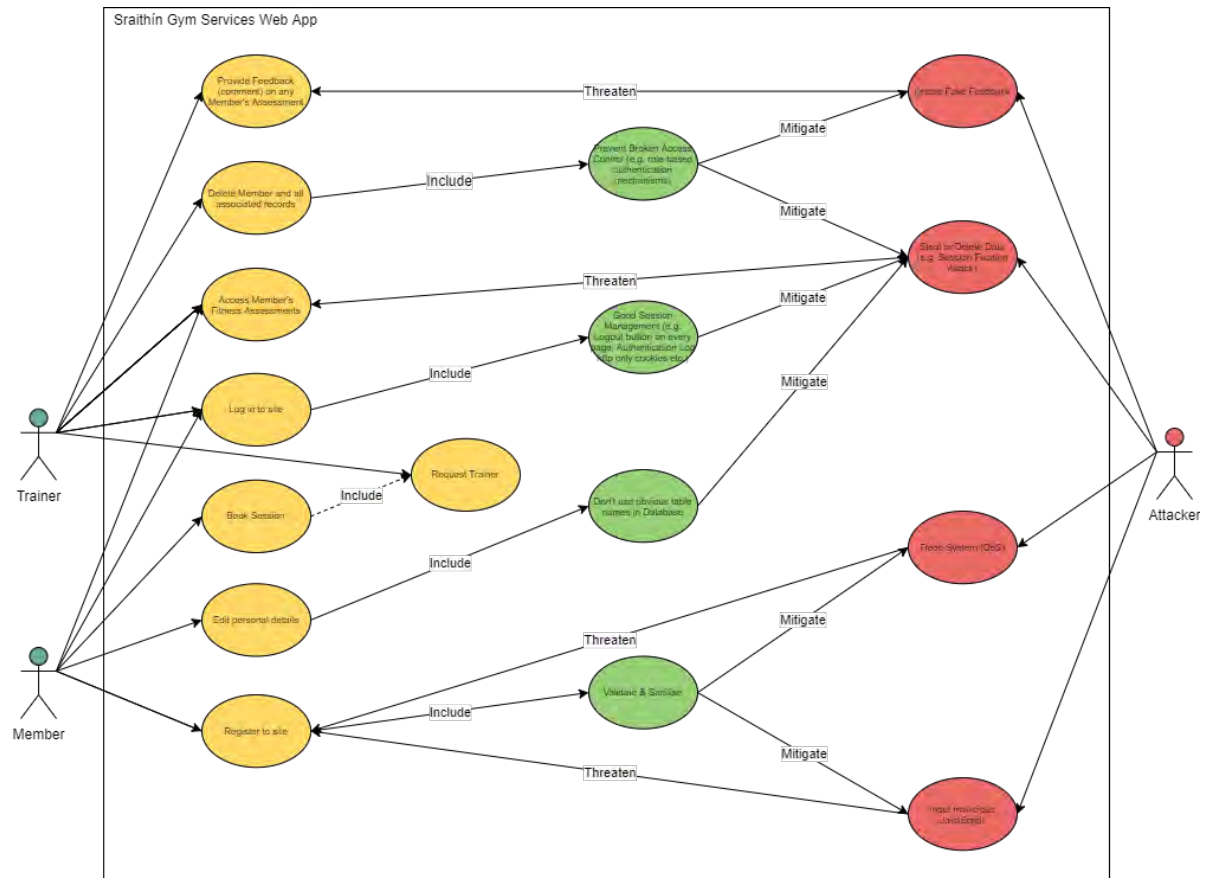 Sraithín Gym Services Web App
Provide Feedback
(comment) on any
Member's Assessment
Threaten
Create Fake Feedback
Mitigate
Prevent Broken Access
Control (e.g. role-based
authentication
mechanisms)
Include
Delete Member and all
associated records
Mitigate
Steal or Delete Data
(e.g. Session Fixation
Attack)
Threaten
Access Member's
Fitness Assessments
Good Session
Management (e.g.
Logout button on every
page, Authentication Log
http only cookies etc.)
Mitigate
Include
Mitigate
Log in to site
Request Trainer
Include
Trainer
Book Session
Don't use obvious table
names in Database
Attacker
Include
Flood System
Edit personal details
Mitigate
Threaten
Validate & Sanitise
Include
Member
Register to site
Mitigate
Threaten
Input Malicious
JavaScript